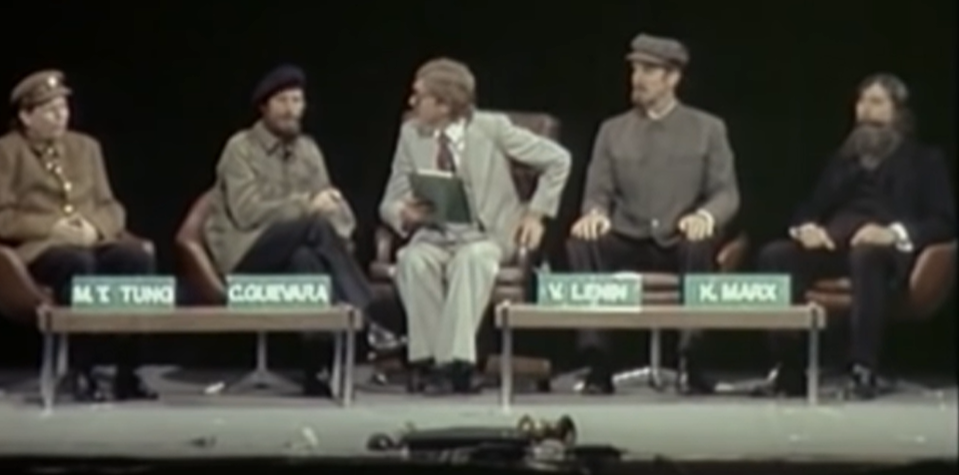 M. T. TUNG
C. GUEVARA
V. LENIN
K. MARX